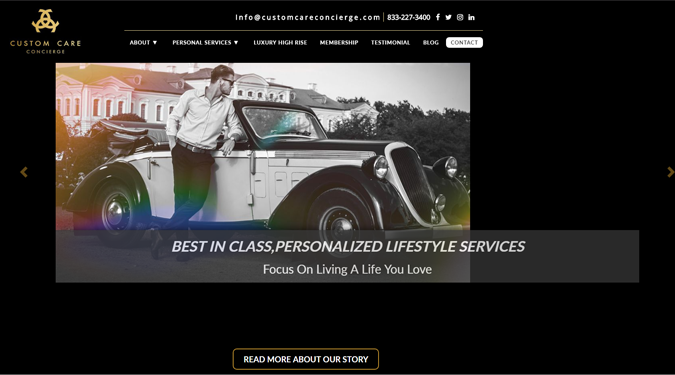 Info@customcareconcierge.com | 833-227-3400
CUSTOM CARE
CONCIERGE
ABOUT ▼ PERSONAL SERVICES ▼ LUXURY HIGH RISE MEMBERSHIP TESTIMONIAL BLOG CONTACT
BEST IN CLASS,PERSONALIZED LIFESTYLE SERVICES
Focus On Living A Life You Love
READ MORE ABOUT OUR STORY